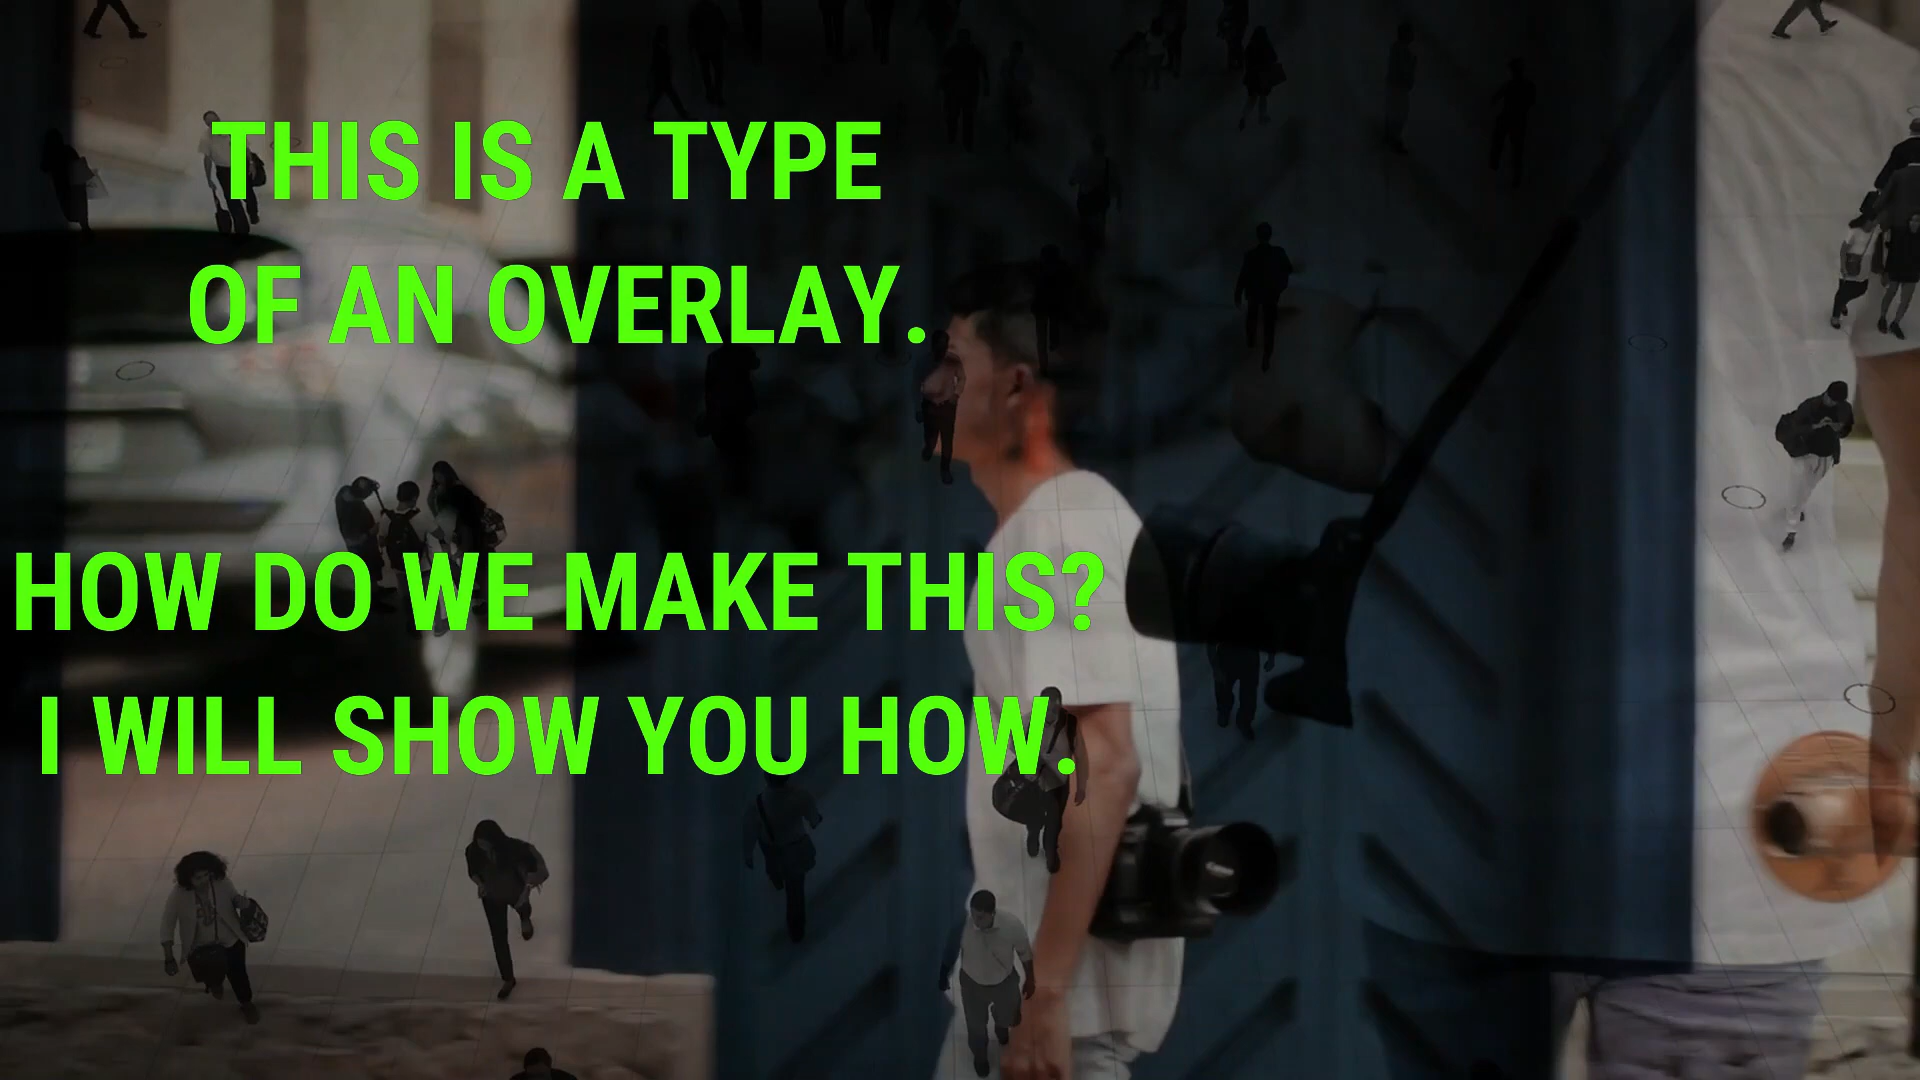 THIS IS A TYPE
OF AN OVERLAY.
HOW DO WE MAKE THIS?
I WILL SHOW YOU HOW.